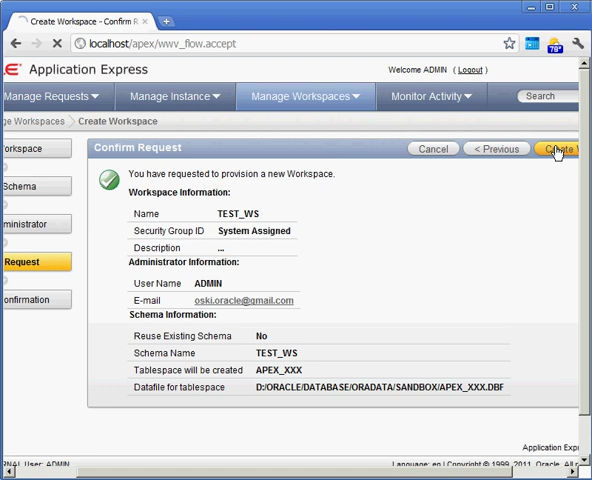 Create Workspace - Confirm R
localhost/apex/wwv_flow.accept
78°
E Application Express
Welcome ADMIN ( Logout )
Manage Requests
Manage Instance
Manage Workspaces
Monitor Activity
Search
ge Workspaces
Create Workspace
orkspace
Schema
ministrator
Request
onfirmation
Confirm Request
Cancel
< Previous
Create W
You have requested to provision a new Workspace.
Workspace Information:
Name TEST_WS
Security Group ID System Assigned
Description ...
Administrator Information:
User Name ADMIN
E-mail oski.oracle@gmail.com
Schema Information:
Reuse Existing Schema No
Schema Name TEST_WS
Tablespace will be created APEX_XXX
Datafile for tablespace D:/ORACLE/DATABASE/ORADATA/SANDBOX/APEX_XXX.DBF
Application Expr
RNAL User: ADMIN
Language: en | Copyright © 1999, 2011, Oracle. All